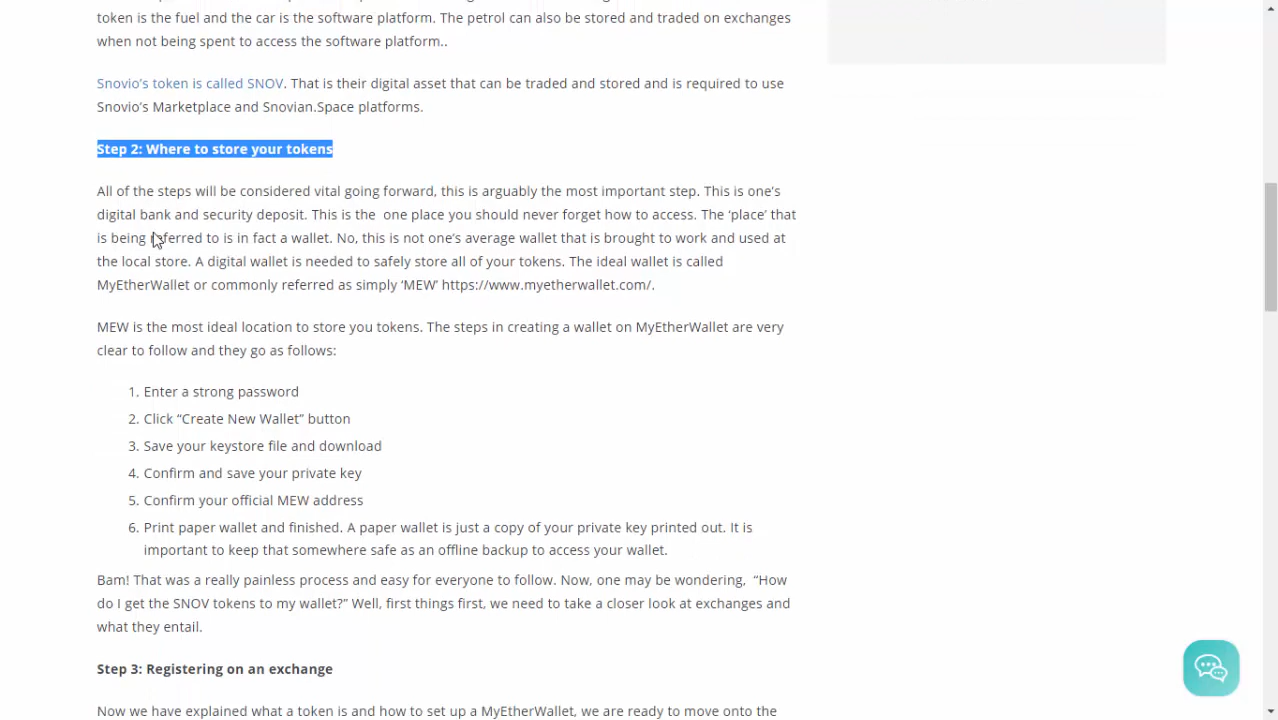 token is the fuel and the car is the software platform. The petrol can also be stored and traded on exchanges
when not being spent to access the software platform..
Snovio's token is called SNOV. That is their digital asset that can be traded and stored and is required to use
Snovio's Marketplace and Snovian.Space platforms.
Step 2: Where to store your tokens
All of the steps will be considered vital going forward, this is arguably the most important step. This is one's
digital bank and security deposit. This is the  one place you should never forget how to access. The ‘place’ that
is being referred to is in fact a wallet. No, this is not one’s average wallet that is brought to work and used at
the local store. A digital wallet is needed to safely store all of your tokens. The ideal wallet is called
MyEtherWallet or commonly referred as simply ‘MEW’ https://www.myetherwallet.com/.
MEW is the most ideal location to store you tokens. The steps in creating a wallet on MyEtherWallet are very
clear to follow and they go as follows:
1. Enter a strong password
2. Click “Create New Wallet” button
3. Save your keystore file and download
4. Confirm and save your private key
5. Confirm your official MEW address
6. Print paper wallet and finished. A paper wallet is just a copy of your private key printed out. It is
important to keep that somewhere safe as an offline backup to access your wallet.
Bam! That was a really painless process and easy for everyone to follow. Now, one may be wondering,  “How
do I get the SNOV tokens to my wallet?” Well, first things first, we need to take a closer look at exchanges and
what they entail.
Step 3: Registering on an exchange
Now we have explained what a token is and how to set up a MyEtherWallet, we are ready to move onto the